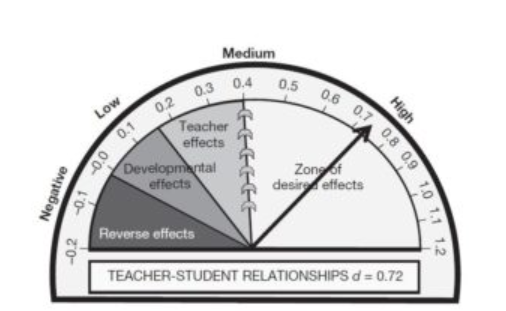 Medium
Low
High
Negative
–0.2
–0.1
–0.0
0.1
0.2
0.3
0.4
0.5
0.6
0.7
0.8
0.9
1.0
1.1
1.2
Teacher
effects
Developmental
effects
Reverse effects
Zone of
desired effects
TEACHER-STUDENT RELATIONSHIPS d = 0.72